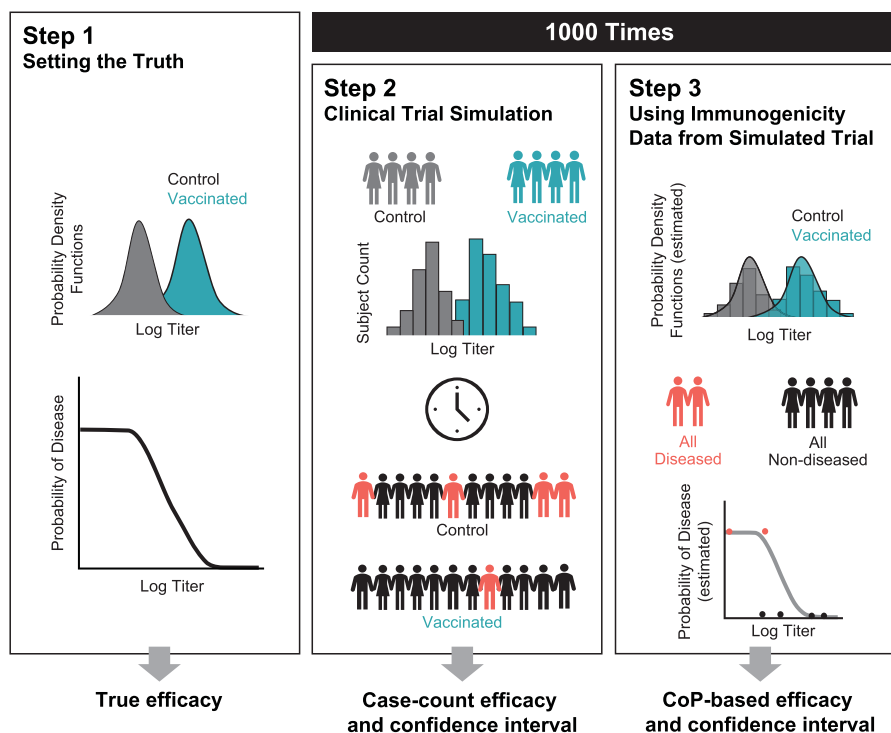 Step 1
Setting the Truth
Control
Vaccinated
Probability Density
Functions
Log Titer
Probability of Disease
Log Titer
True efficacy
1000 Times
Step 2
Clinical Trial Simulation
Control
Vaccinated
Subject Count
Log Titer
Control
Vaccinated
Case-count efficacy
and confidence interval
Step 3
Using Immunogenicity
Data from Simulated Trial
Control
Vaccinated
Probability Density
Functions (estimated)
Log Titer
All
Diseased
All
Non-diseased
Probability of Disease
(estimated)
Log Titer
CoP-based efficacy
and confidence interval